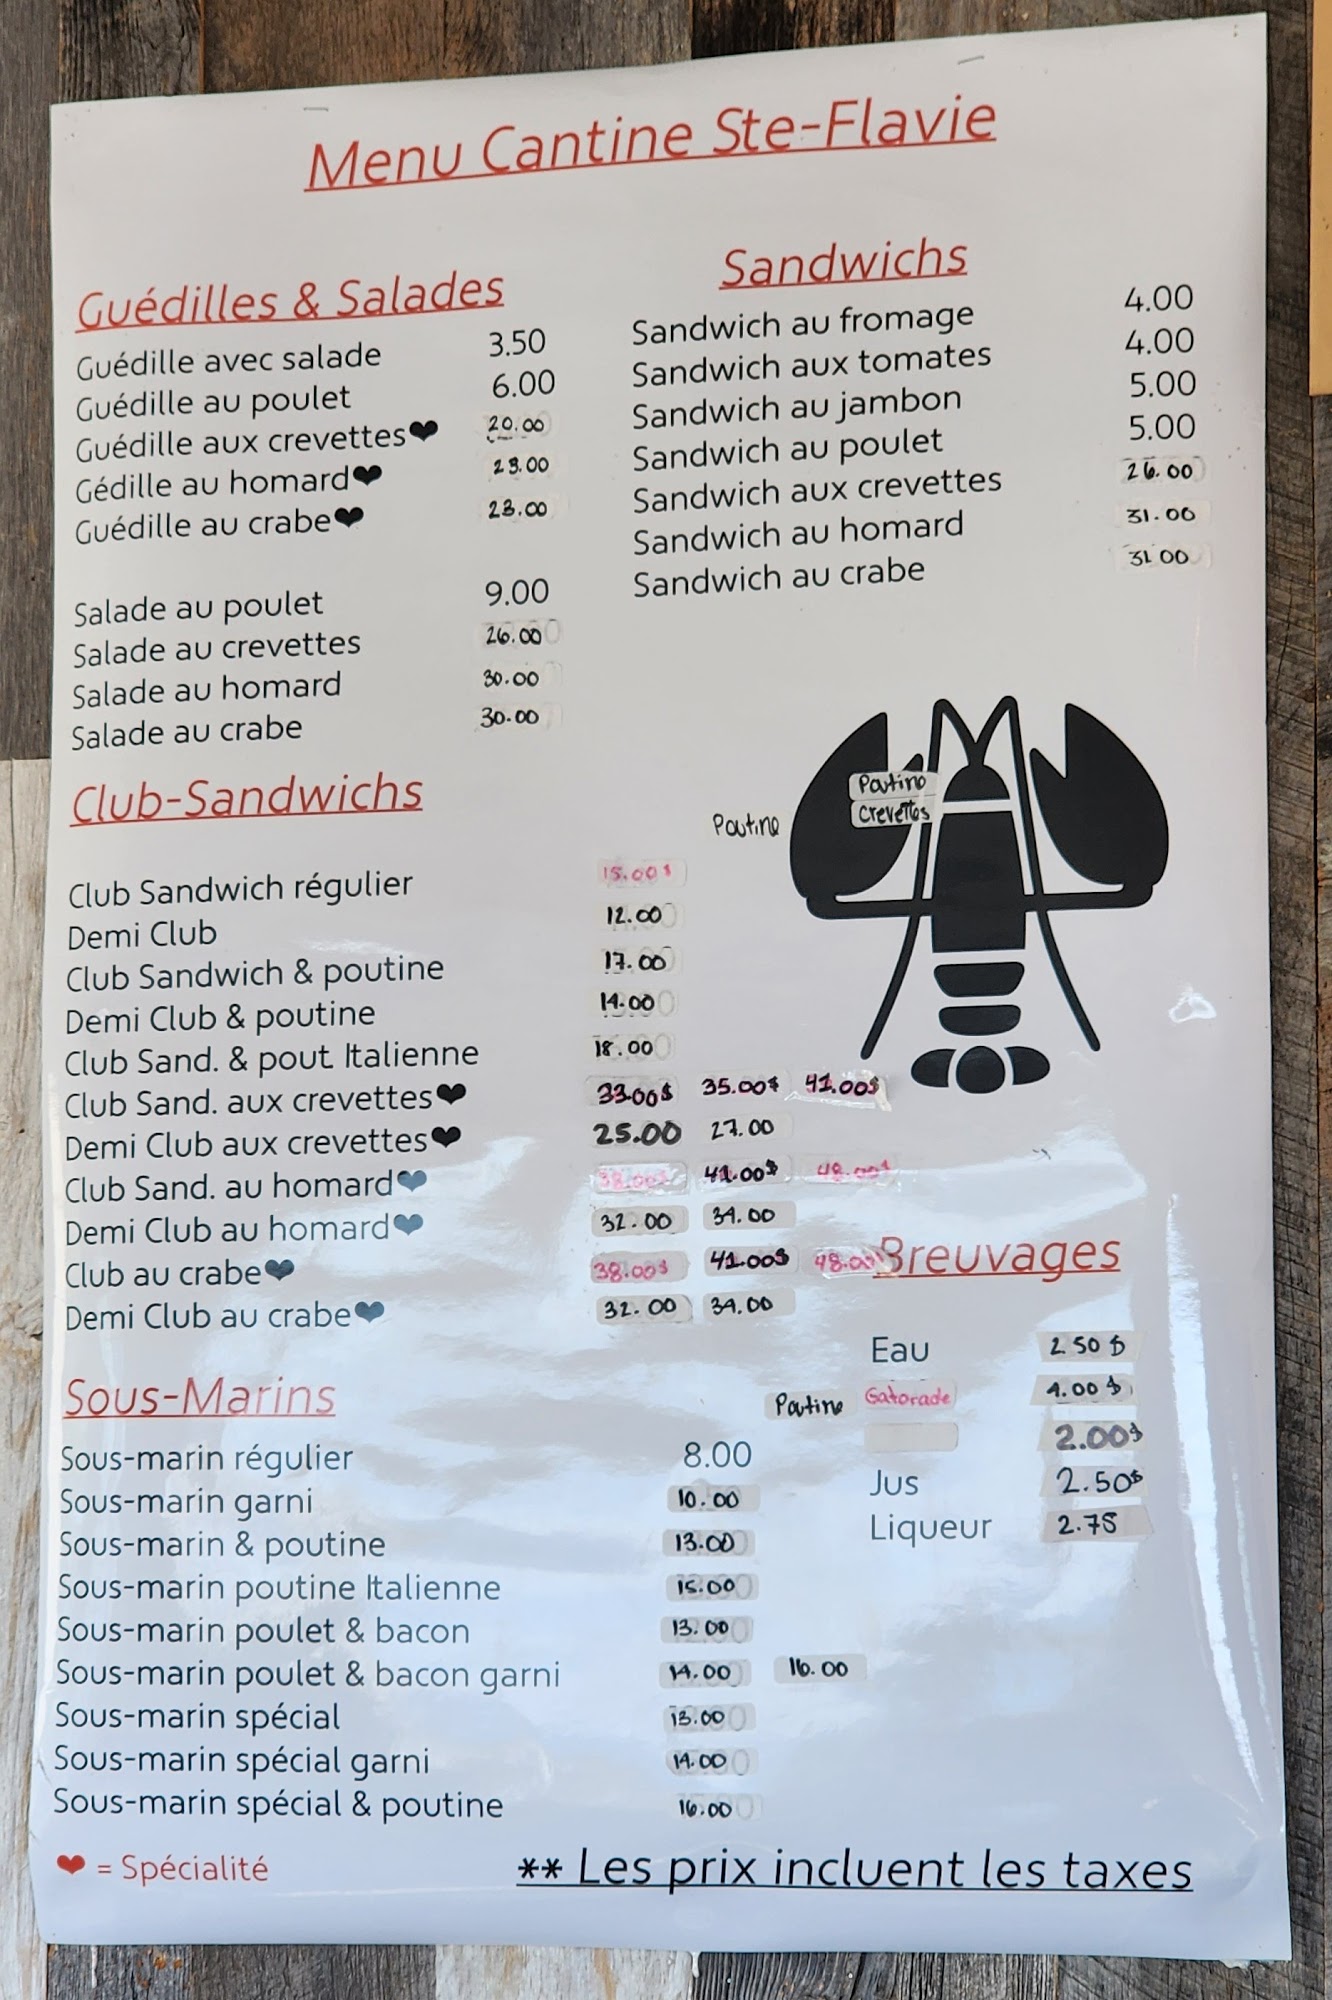 Menu Cantine Ste-Flavie
Guédilles & Salades
Guédille avec salade 3.50
Guédille au poulet 6.00
Guédille aux crevettes❤ 20.00
Gédille au homard❤ 23.00
Guédille au crabe❤ 23.00
Salade au poulet 9.00
Salade au crevettes 26.00
Salade au homard 30.00
Salade au crabe 30.00
Sandwichs
Sandwich au fromage 4.00
Sandwich aux tomates 4.00
Sandwich au jambon 5.00
Sandwich au poulet 5.00
Sandwich aux crevettes 26.00
Sandwich au homard 31.00
Sandwich au crabe 31.00
Club-Sandwichs
Poutine
Poutine
Crevettes
Club Sandwich régulier 15.00$
Demi Club 12.00
Club Sandwich & poutine 17.00
Demi Club & poutine 14.00
Club Sand. & pout. Italienne 18.00
Club Sand. aux crevettes❤ 33.00$ 35.00$ 41.00$
Demi Club aux crevettes❤ 25.00 27.00
Club Sand. au homard❤ 38.00$ 41.00$ 48.00$
Demi Club au homard❤ 32.00 34.00
Club au crabe❤ 38.00$ 41.00$ 48.00
Demi Club au crabe❤ 32.00 34.00
Breuvages
Eau 2.50$
Gatorade 4.00$
2.00$
Jus 2.50$
Liqueur 2.75
Sous-Marins
Poutine
Sous-marin régulier 8.00
Sous-marin garni 10.00
Sous-marin & poutine 13.00
Sous-marin poutine Italienne 15.00
Sous-marin poulet & bacon 13.00
Sous-marin poulet & bacon garni 14.00 16.00
Sous-marin spécial 13.00
Sous-marin spécial garni 14.00
Sous-marin spécial & poutine 16.00
❤ = Spécialité
** Les prix incluent les taxes